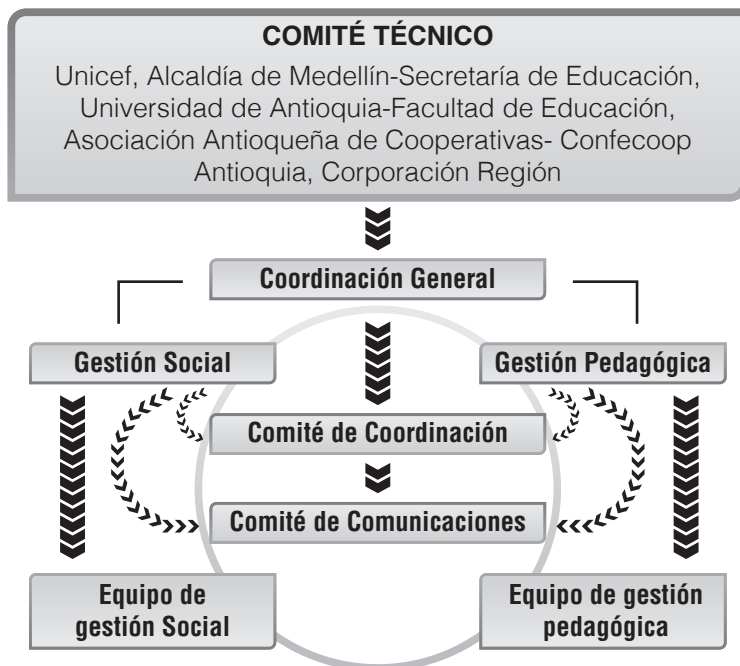 COMITÉ TÉCNICO
Unicef, Alcaldía de Medellín-Secretaría de Educación,
Universidad de Antioquia-Facultad de Educación,
Asociación Antioqueña de Cooperativas- Confecoop
Antioquia, Corporación Región
Coordinación General
Gestión Social
Gestión Pedagógica
Comité de Coordinación
Comité de Comunicaciones
Equipo de
gestión Social
Equipo de gestión
pedagógica